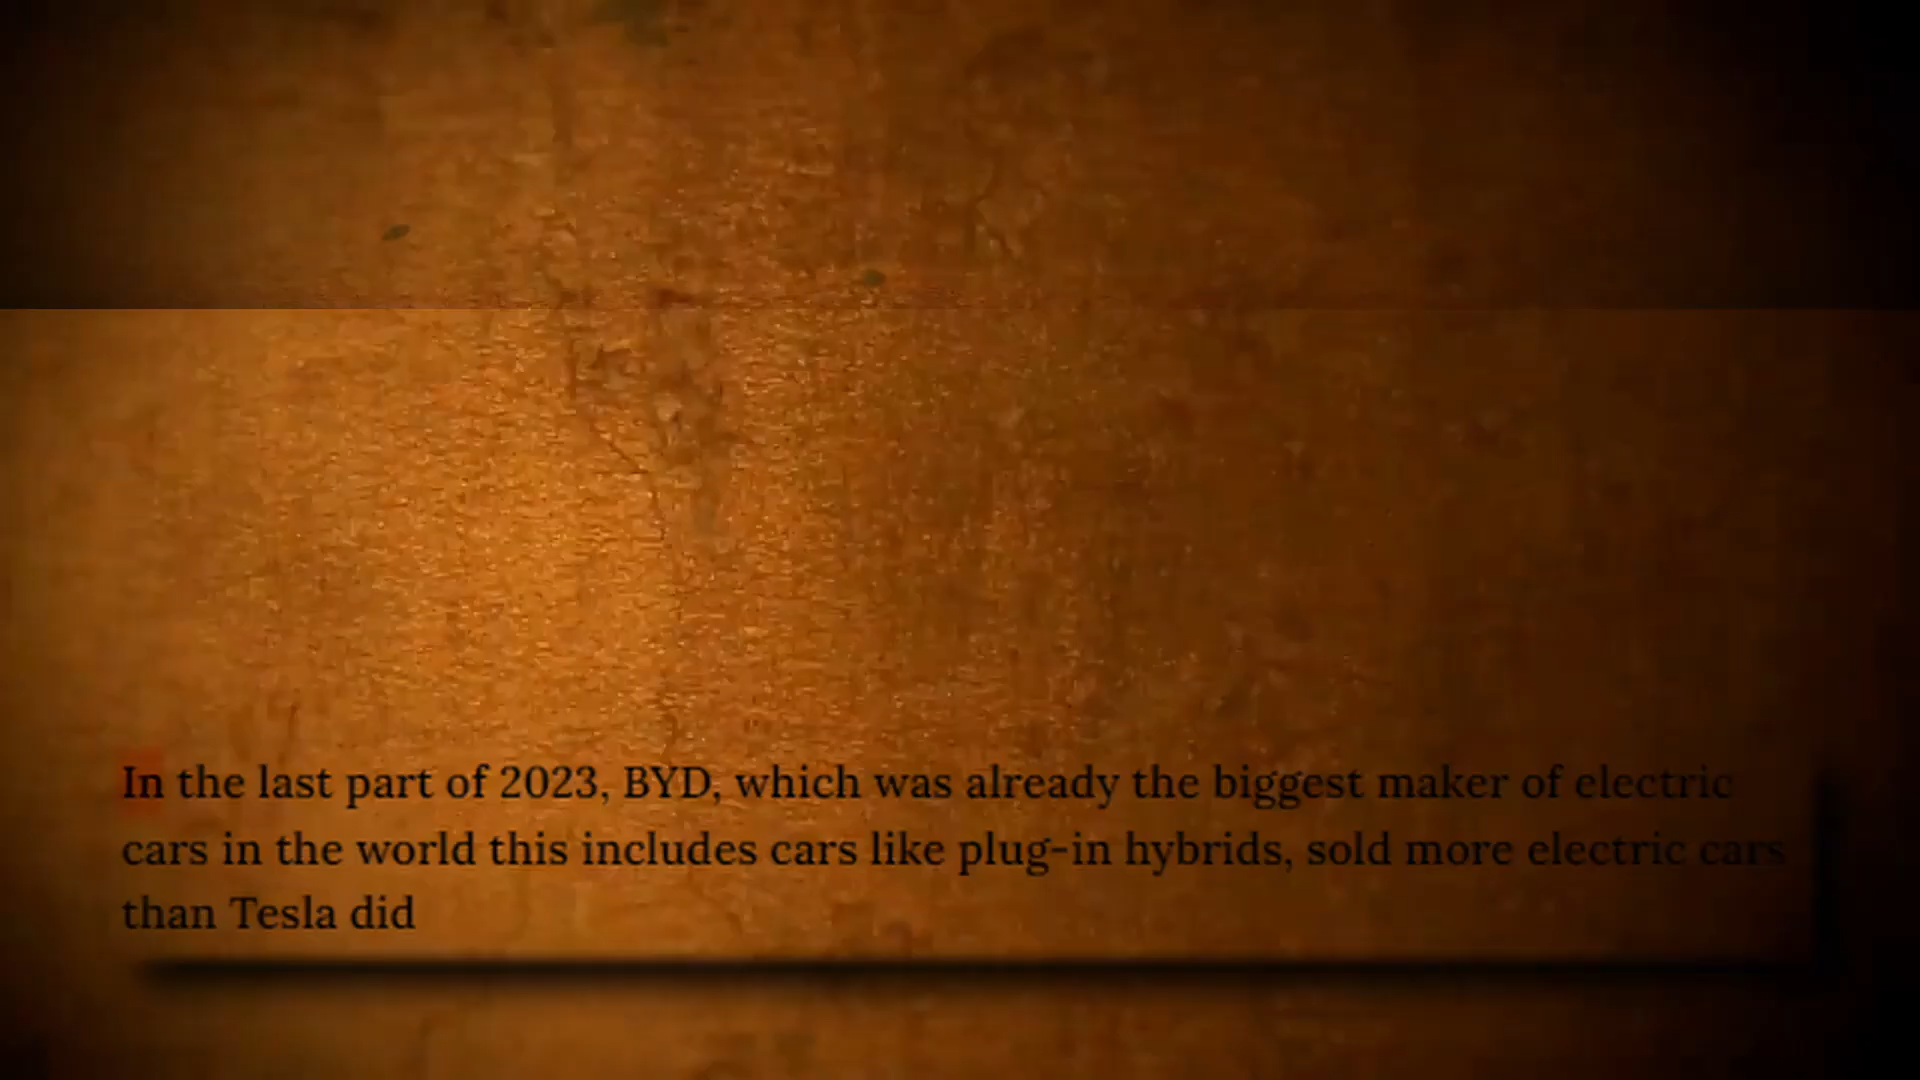 In the last part of 2023, BYD, which was already the biggest maker of electric
cars in the world this includes cars like plug-in hybrids, sold more electric cars
than Tesla did